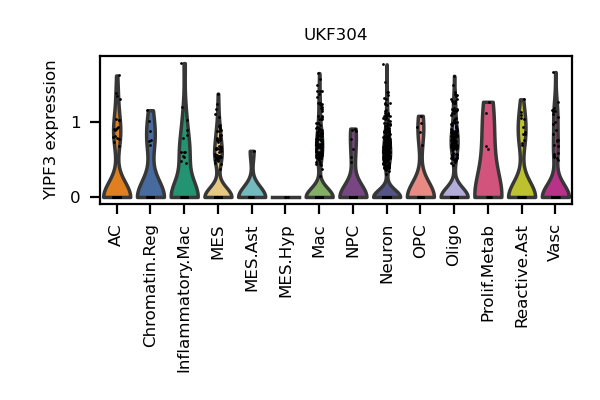 UKF304
YIPF3 expression
1
0
AC
Chromatin.Reg
Inflammatory.Mac
MES
MES.Ast
MES.Hyp
Mac
NPC
Neuron
OPC
Oligo
Prolif.Metab
Reactive.Ast
Vasc